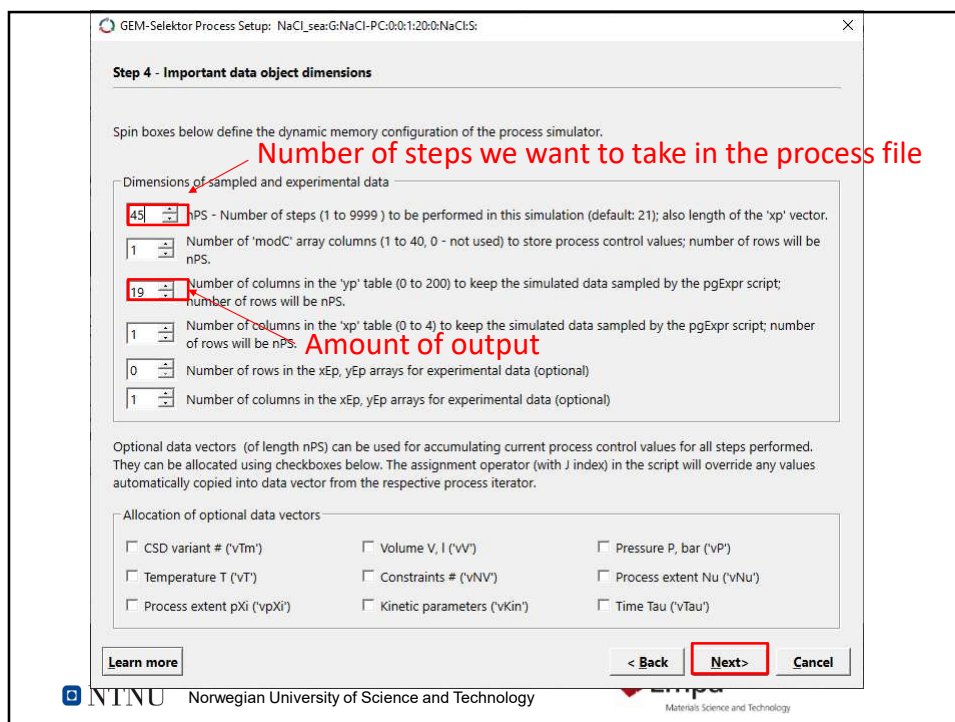 GEM-Selektor Process Setup: NaCl_sea:G:NaCl-PC:0:0:1:20:0:NaCl:S:
Step 4 - Important data object dimensions
Spin boxes below define the dynamic memory configuration of the process simulator.
Number of steps we want to take in the process file
Dimensions of sampled and experimental data
45 nPS - Number of steps (1 to 9999 ) to be performed in this simulation (default: 21); also length of the 'xp' vector.
1 Number of 'modC' array columns (1 to 40, 0 - not used) to store process control values; number of rows will be
nPS.
19 Number of columns in the 'yp' table (0 to 200) to keep the simulated data sampled by the pgExpr script;
number of rows will be nPS.
1 Number of columns in the 'xp' table (0 to 4) to keep the simulated data sampled by the pgExpr script; number
of rows will be nPS.
Amount of output
0 Number of rows in the xEp, yEp arrays for experimental data (optional)
1 Number of columns in the xEp, yEp arrays for experimental data (optional)
Optional data vectors (of length nPS) can be used for accumulating current process control values for all steps performed.
They can be allocated using checkboxes below. The assignment operator (with J index) in the script will override any values
automatically copied into data vector from the respective process iterator.
Allocation of optional data vectors
CSD variant # ('vTm') Volume V, l ('vV') Pressure P, bar ('vP')
Temperature T ('vT') Constraints # ('vNV') Process extent Nu ('vNu')
Process extent pXi ('vpXi') Kinetic parameters ('vKin') Time Tau ('vTau')
Learn more < Back Next> Cancel
NTNU Norwegian University of Science and Technology Empa
Materials Science and Technology